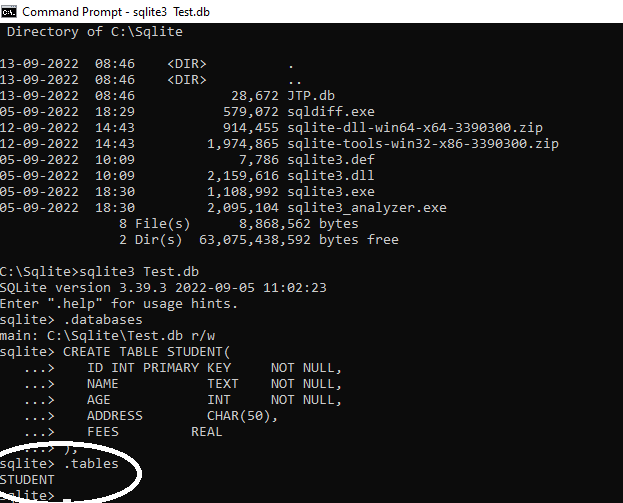 Command Prompt - sqlite3 Test.db
Directory of C:\Sqlite
13-09-2022  08:46    <DIR>          .
13-09-2022  08:46    <DIR>          ..
13-09-2022  08:46            28,672 JTP.db
05-09-2022  18:29           579,072 sqldiff.exe
12-09-2022  14:43           914,455 sqlite-dll-win64-x64-3390300.zip
12-09-2022  14:43         1,974,865 sqlite-tools-win32-x86-3390300.zip
05-09-2022  10:09             7,786 sqlite3.def
05-09-2022  10:09         2,159,616 sqlite3.dll
05-09-2022  18:30         1,108,992 sqlite3.exe
05-09-2022  18:30         2,095,104 sqlite3_analyzer.exe
8 File(s)      8,868,562 bytes
2 Dir(s)  63,075,438,592 bytes free
C:\Sqlite>sqlite3 Test.db
SQLite version 3.39.3 2022-09-05 11:02:23
Enter ".help" for usage hints.
sqlite> .databases
main: C:\Sqlite\Test.db r/w
sqlite> CREATE TABLE STUDENT(
...>    ID INT PRIMARY KEY     NOT NULL,
...>    NAME           TEXT    NOT NULL,
...>    AGE            INT     NOT NULL,
...>    ADDRESS        CHAR(50),
...>    FEES         REAL
...> );
sqlite> .tables
STUDENT
sqlite>